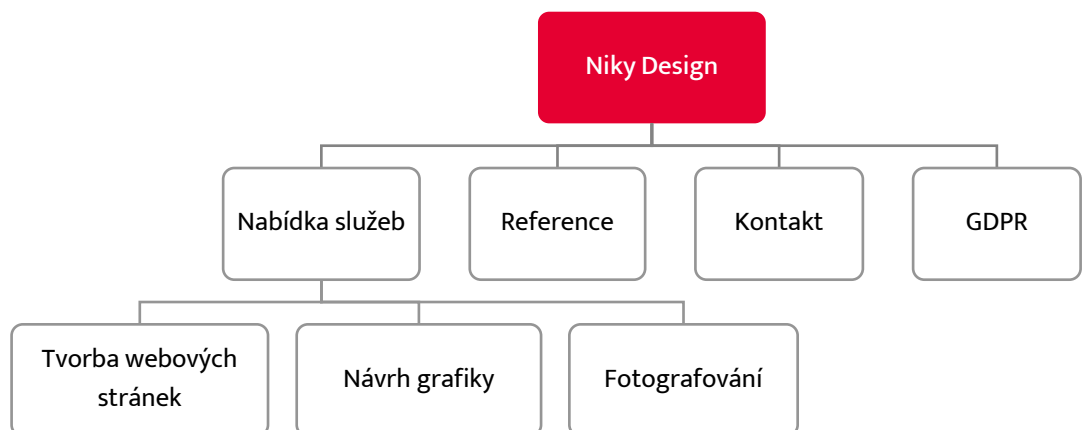 Niky Design
Nabídka služeb
Reference
Kontakt
GDPR
Tvorba webových
stránek
Návrh grafiky
Fotografování